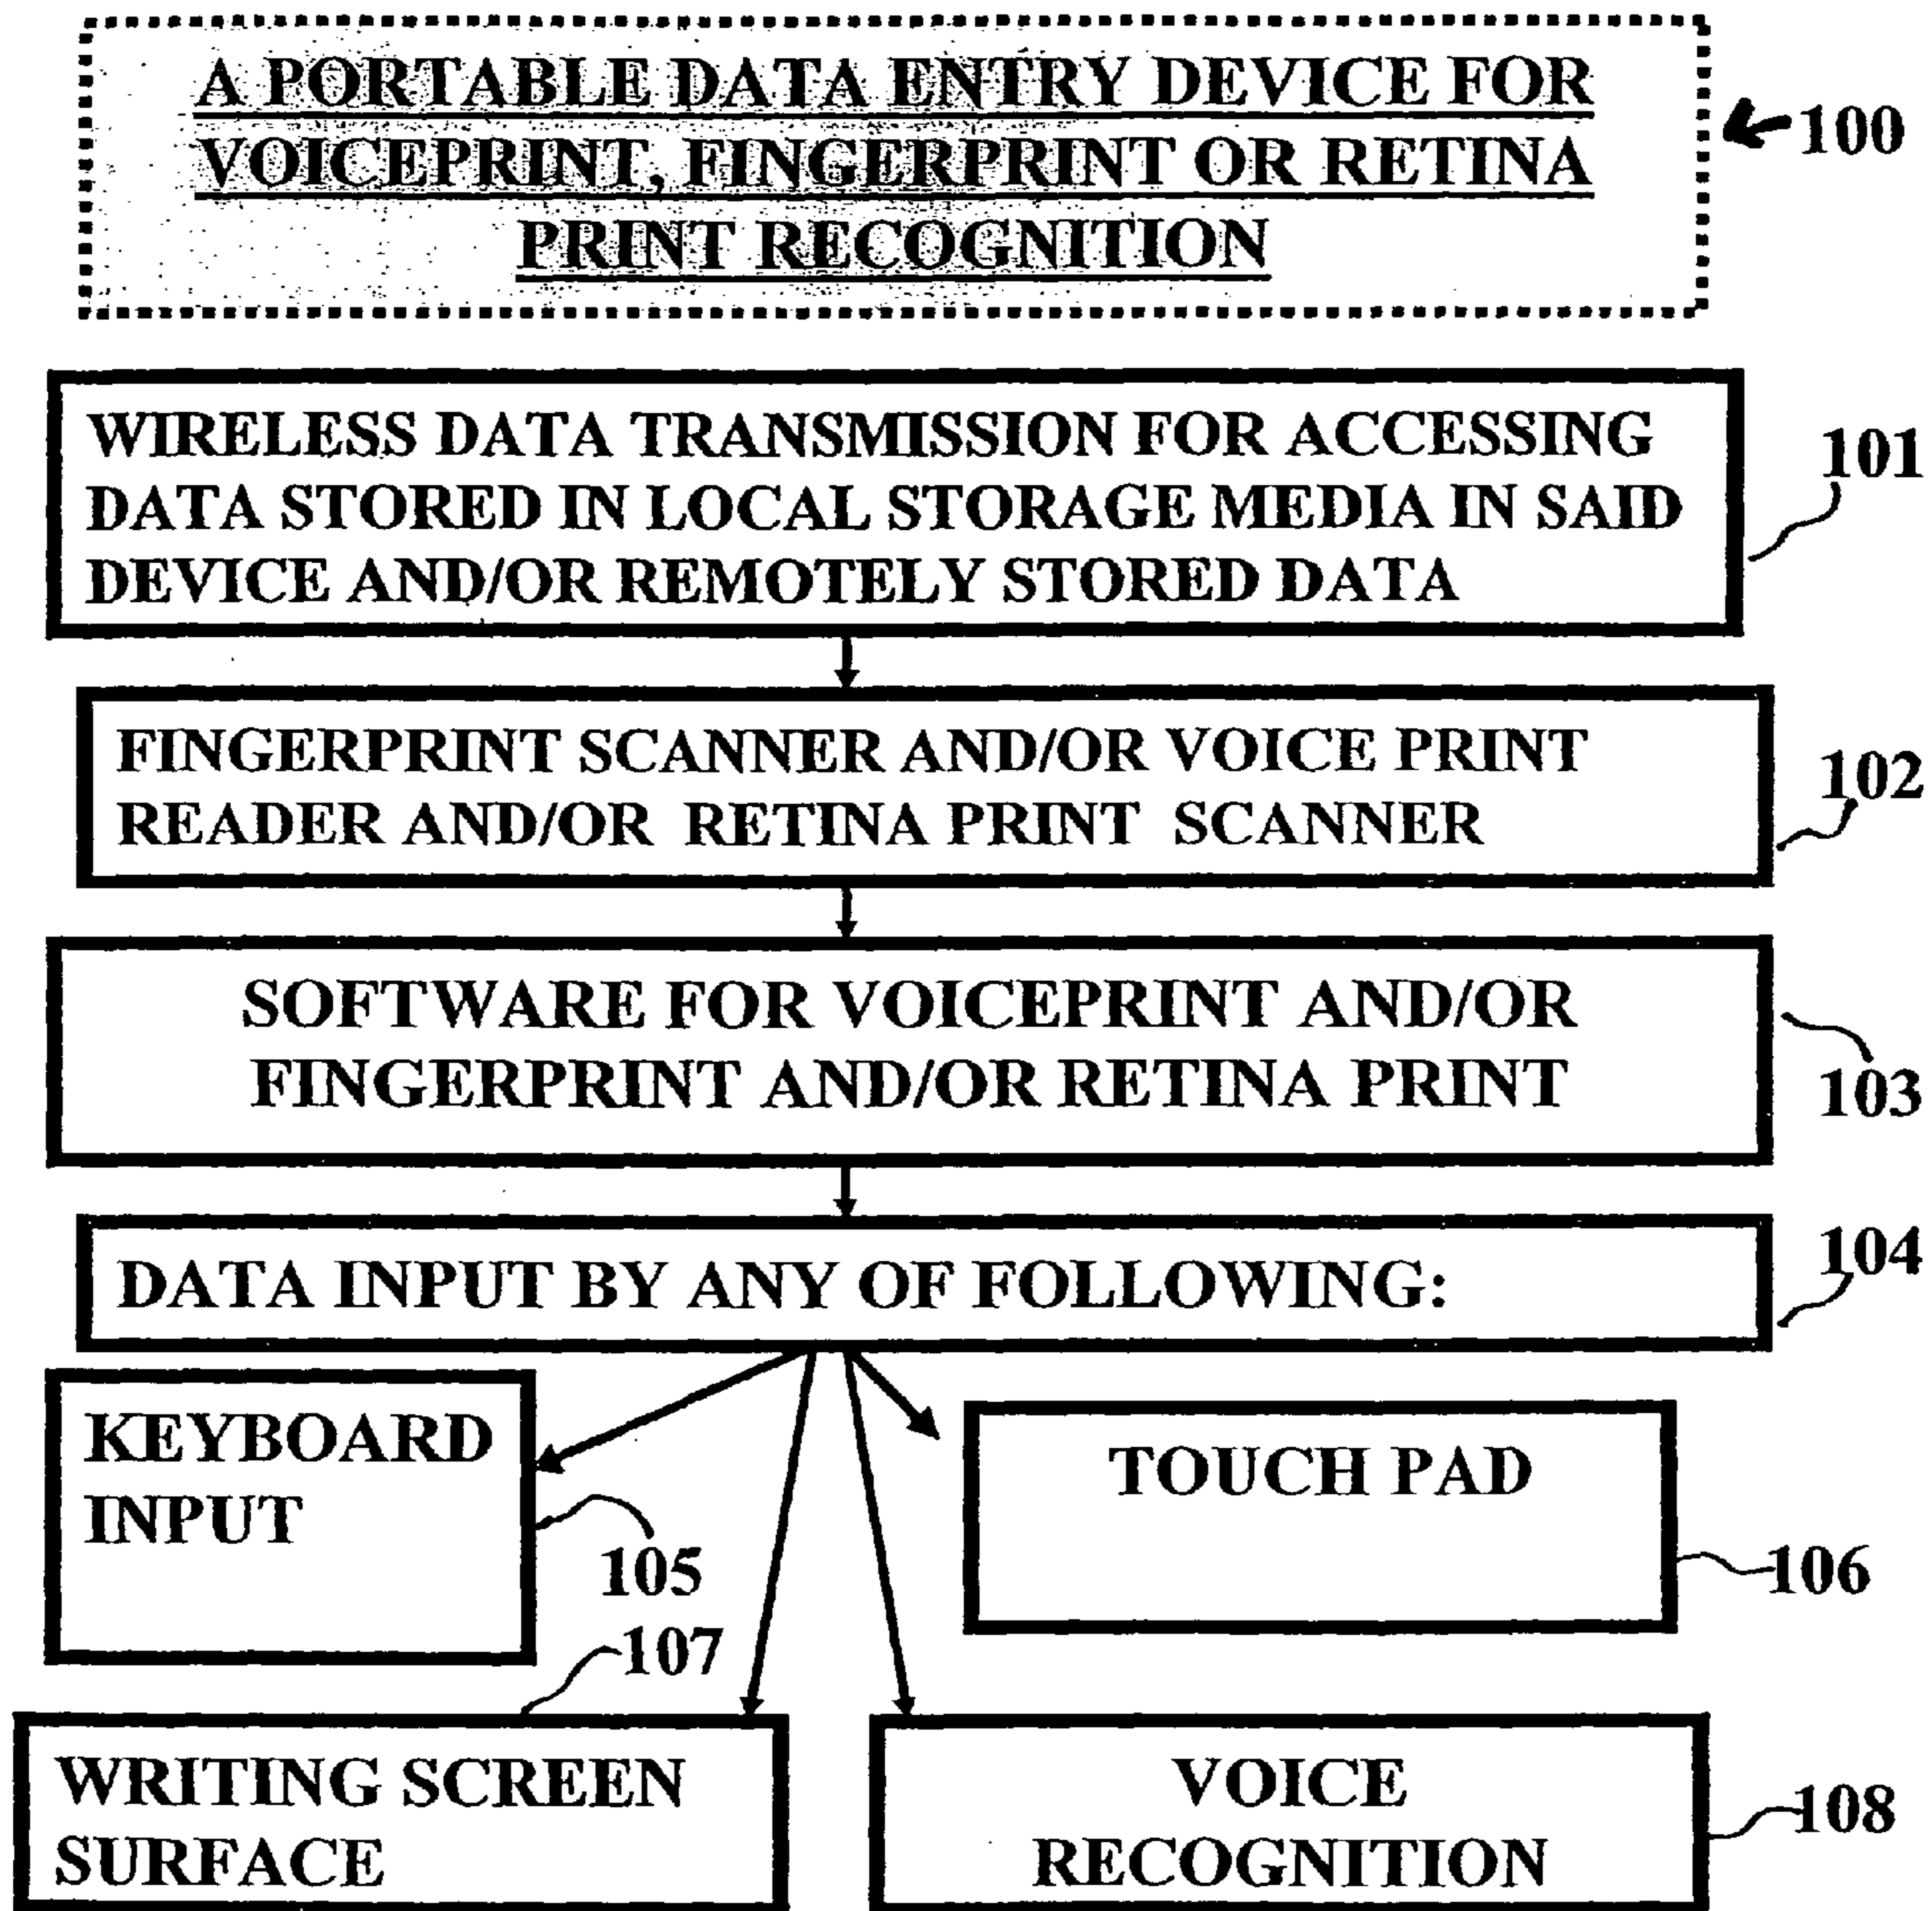 A PORTABLE DATA ENTRY DEVICE FOR
VOICEPRINT, FINGERPRINT OR RETINA
PRINT RECOGNITION
100
WIRELESS DATA TRANSMISSION FOR ACCESSING
DATA STORED IN LOCAL STORAGE MEDIA IN SAID
DEVICE AND/OR REMOTELY STORED DATA
101
FINGERPRINT SCANNER AND/OR VOICE PRINT
READER AND/OR RETINA PRINT SCANNER
102
SOFTWARE FOR VOICEPRINT AND/OR
FINGERPRINT AND/OR RETINA PRINT
103
DATA INPUT BY ANY OF FOLLOWING:
104
KEYBOARD
INPUT
105
TOUCH PAD
106
107
WRITING SCREEN
SURFACE
VOICE
RECOGNITION
108